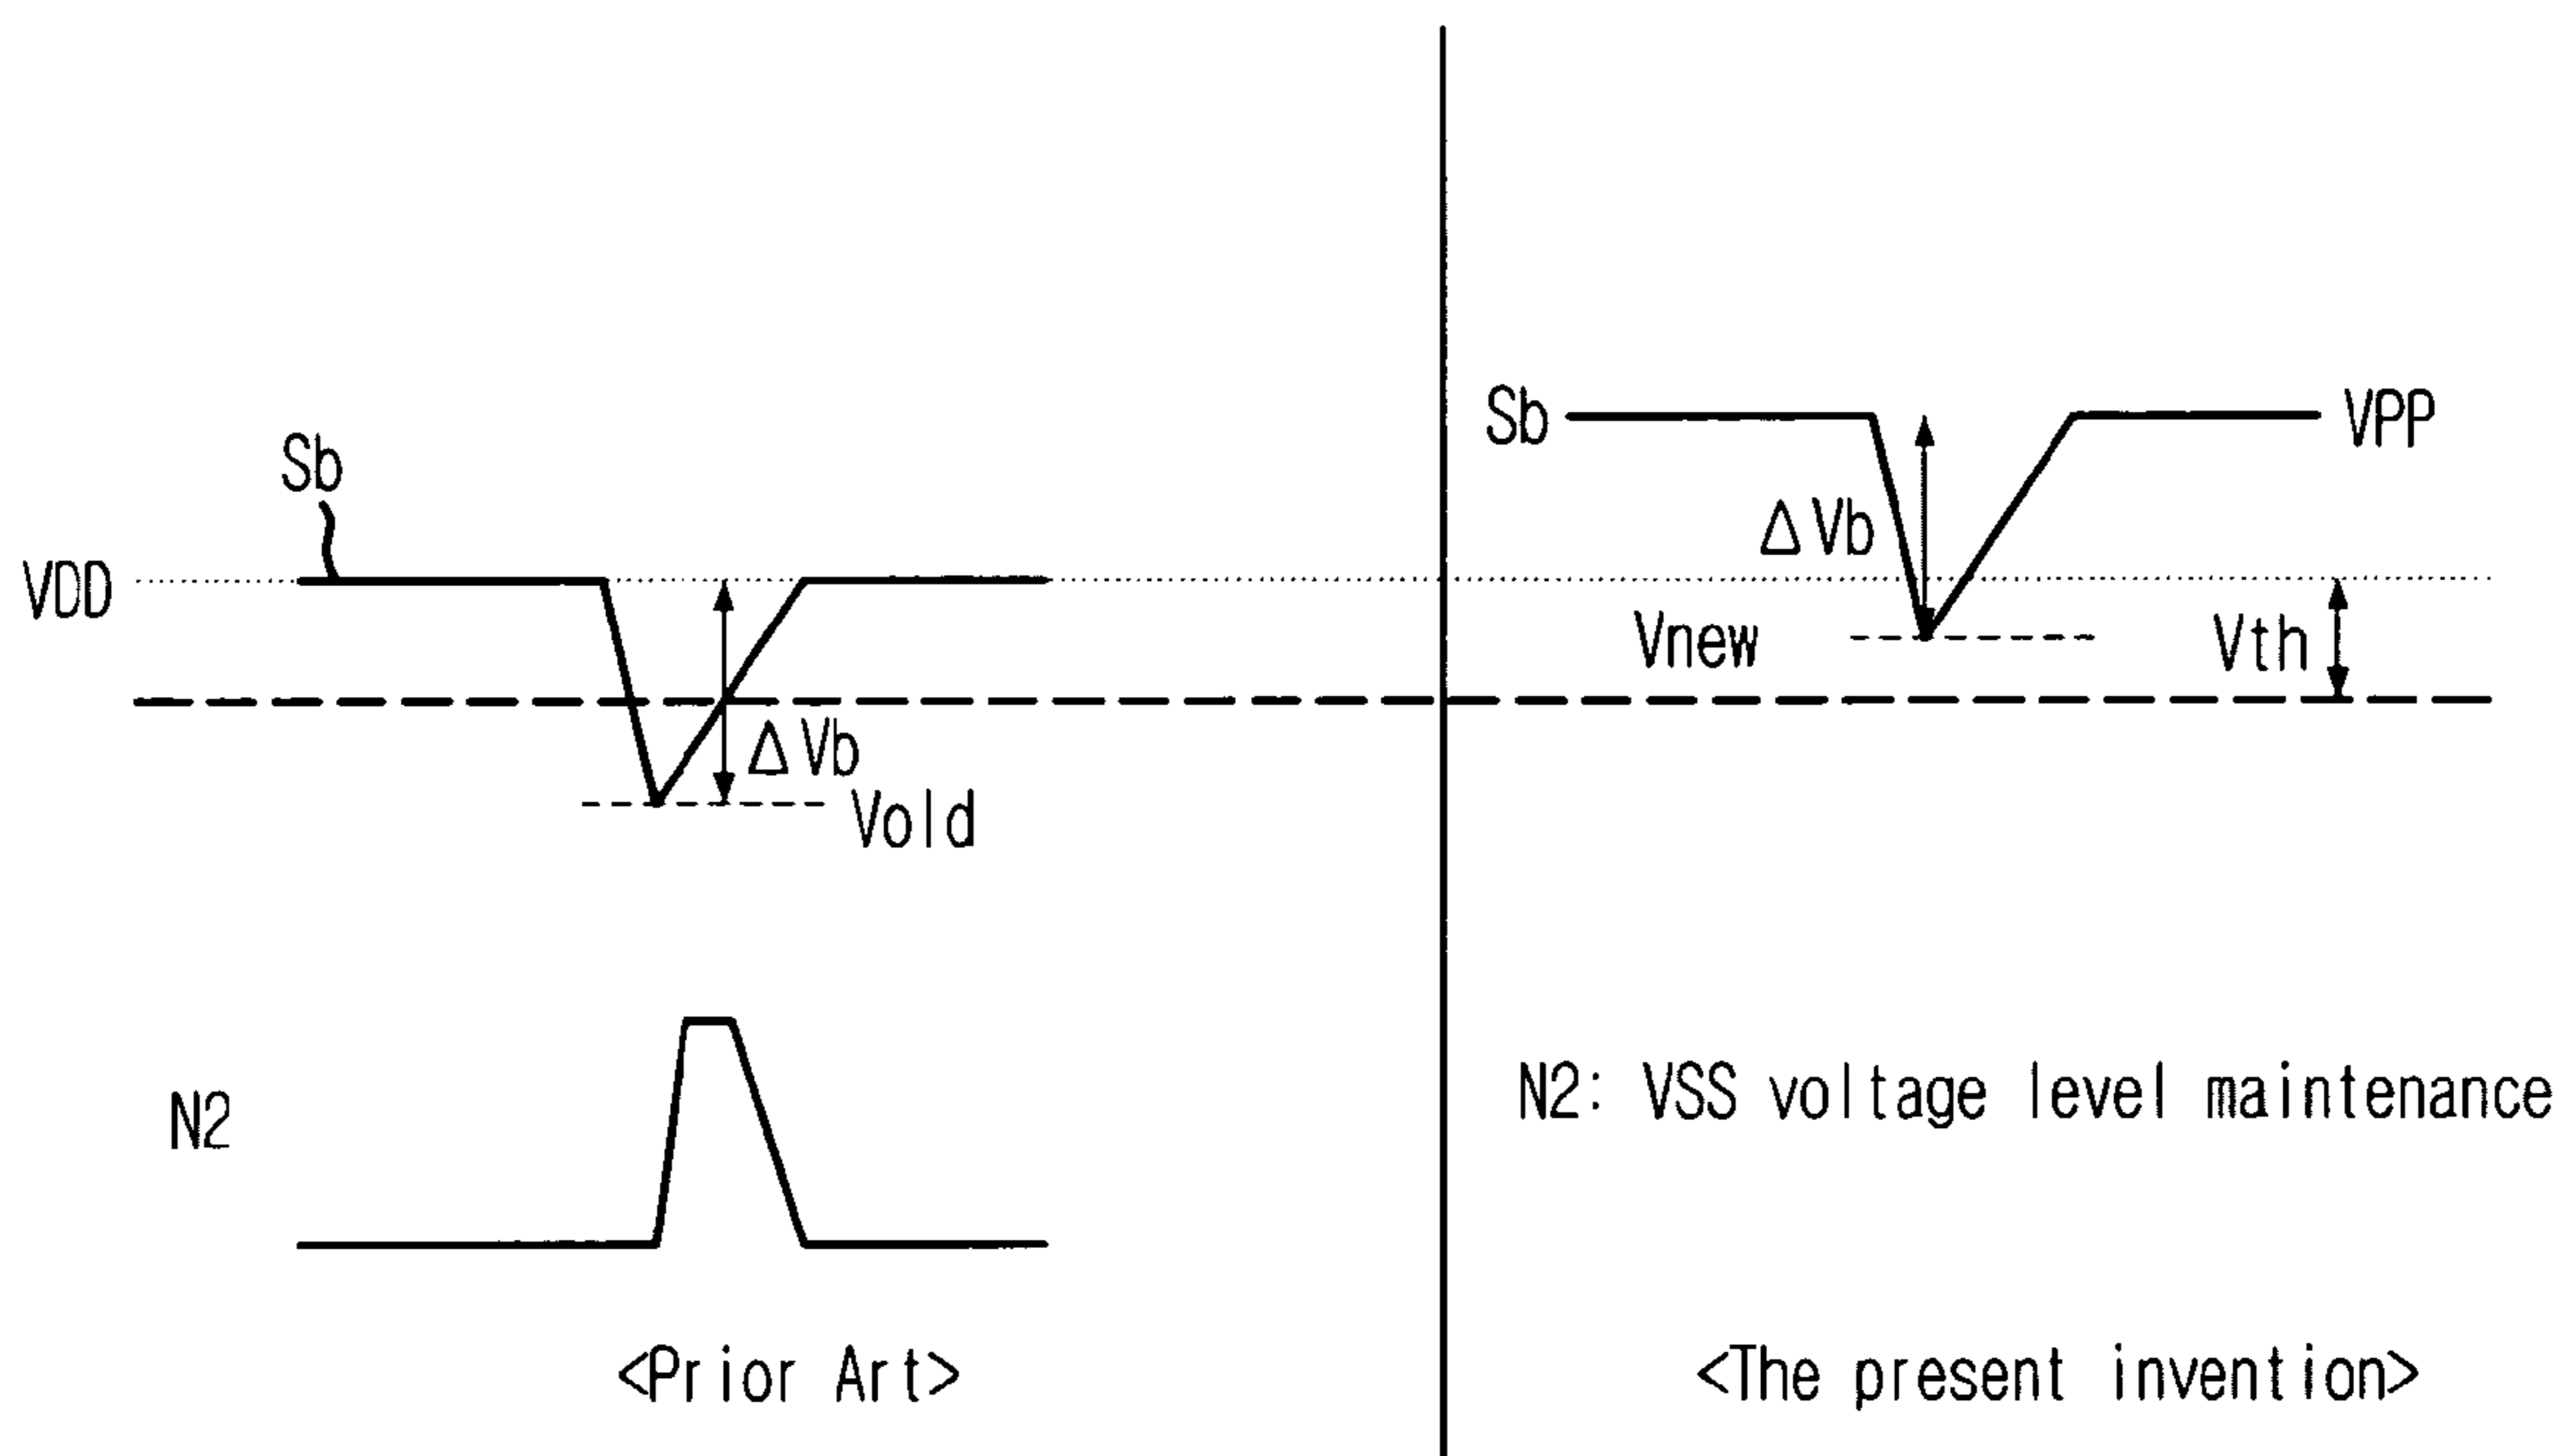 Sb
VDD
ΔVb
Vold
N2
<Prior Art>
Sb
VPP
ΔVb
Vnew
Vth
N2: VSS voltage level maintenance
<The present invention>